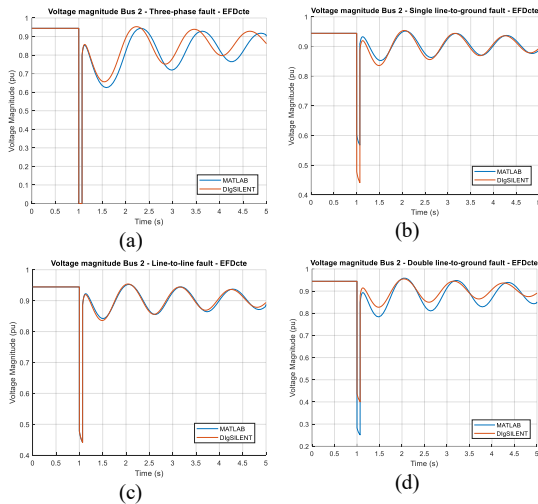 Voltage magnitude Bus 2 - Three-phase fault - EFDcte
Voltage Magnitude (pu)
1
0.9
0.8
0.7
0.6
0.5
0.4
0.3
0.2
0.1
0
0 0.5 1 1.5 2 2.5 3 3.5 4 4.5 5
Time (s)
MATLAB
DIgSILENT
(a)
Voltage magnitude Bus 2 - Single line-to-ground fault - EFDcte
Voltage Magnitude (pu)
1
0.9
0.8
0.7
0.6
0.5
0.4
0 0.5 1 1.5 2 2.5 3 3.5 4 4.5 5
Time (s)
MATLAB
DIgSILENT
(b)
Voltage magnitude Bus 2 - Line-to-line fault - EFDcte
Voltage Magnitude (pu)
1
0.9
0.8
0.7
0.6
0.5
0.4
0 0.5 1 1.5 2 2.5 3 3.5 4 4.5 5
Time (s)
MATLAB
DIgSILENT
(c)
Voltage magnitude Bus 2 - Double line-to-ground fault - EFDcte
Voltage Magnitude (pu)
1
0.9
0.8
0.7
0.6
0.5
0.4
0.3
0.2
0 0.5 1 1.5 2 2.5 3 3.5 4 4.5 5
Time (s)
MATLAB
DIgSILENT
(d)